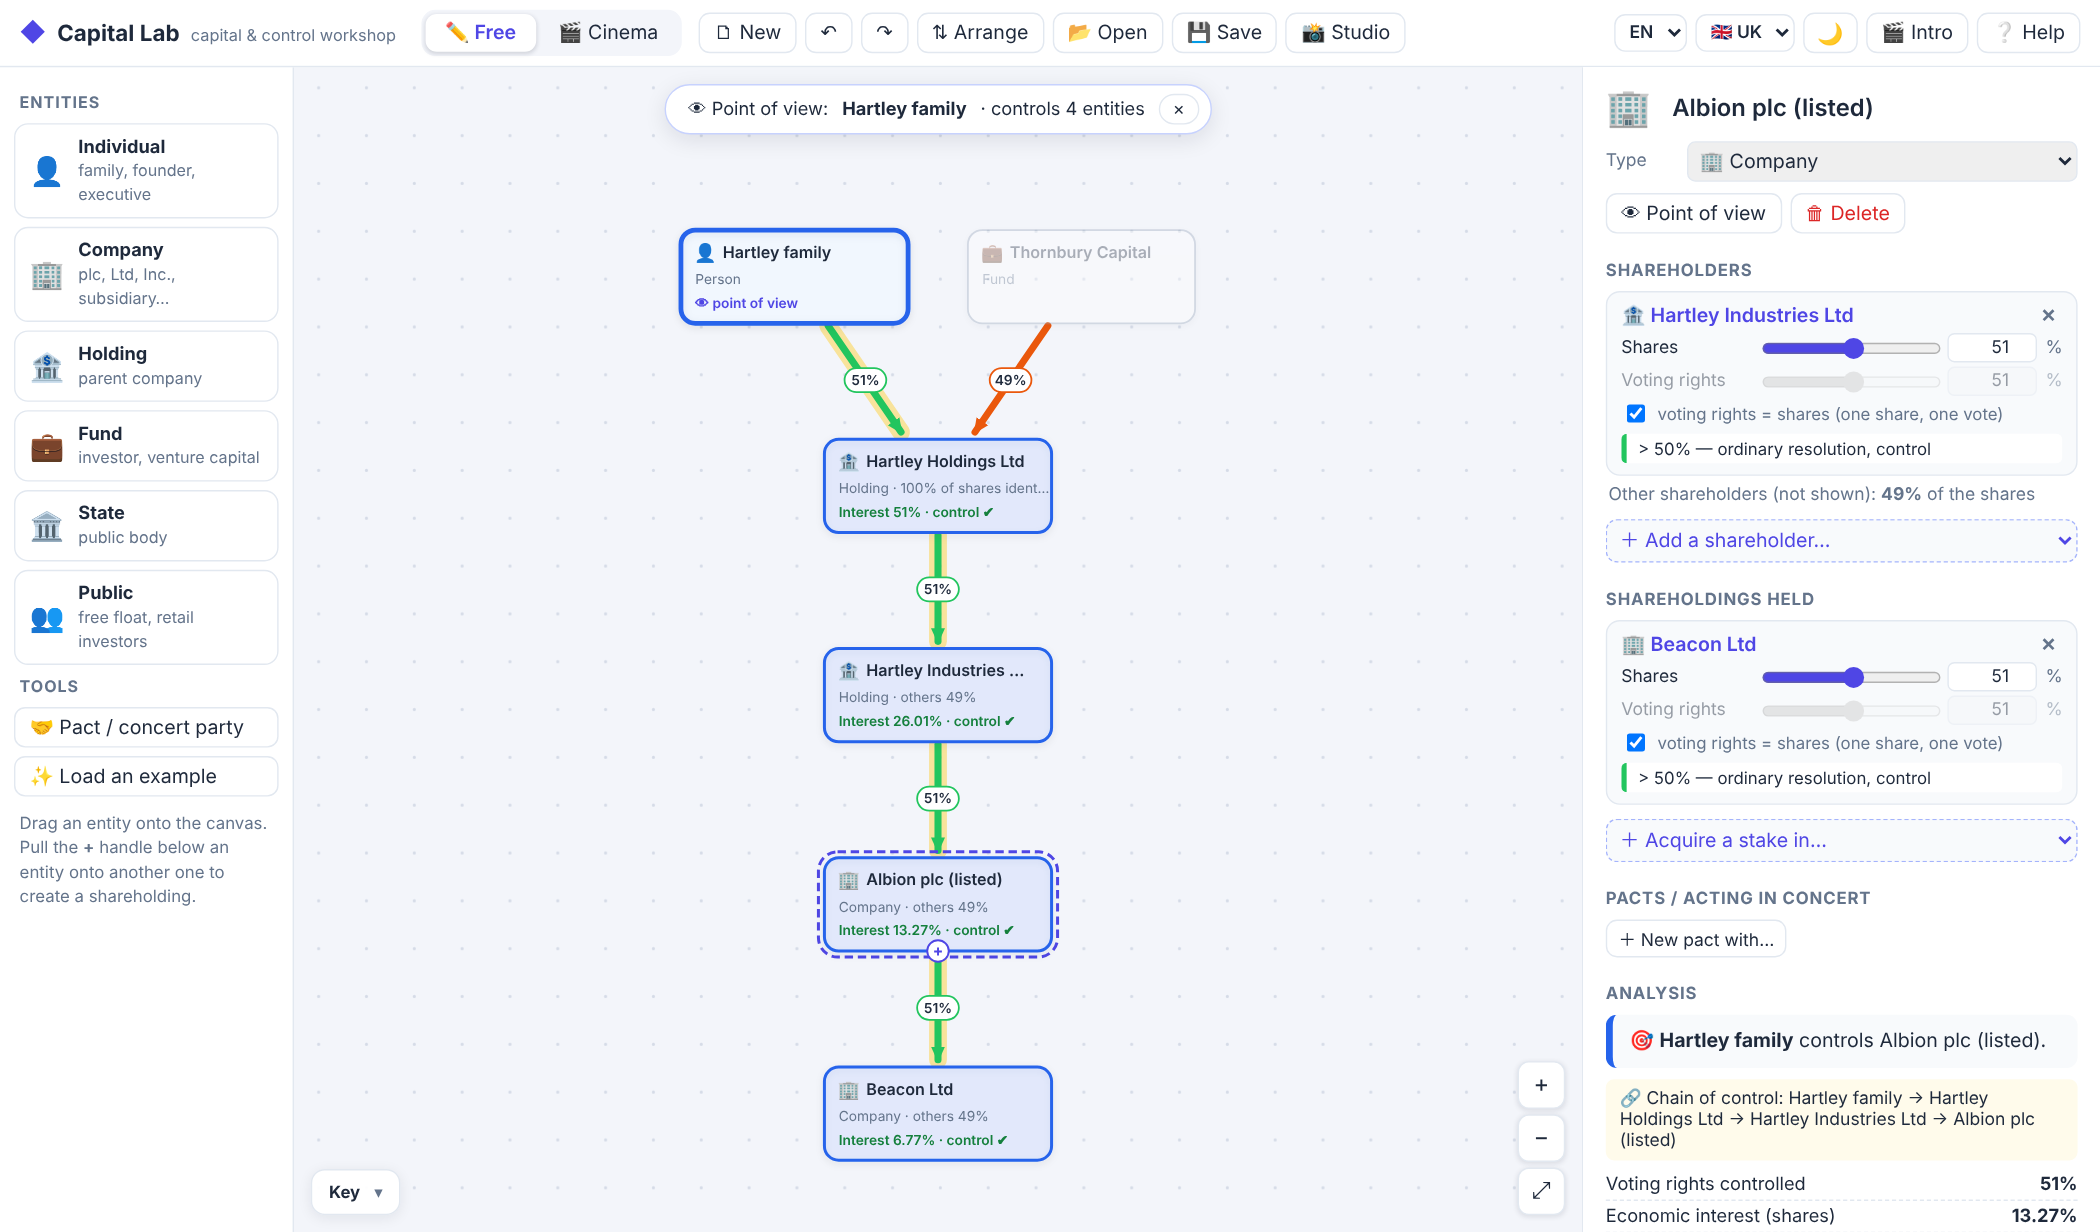 Capital Lab capital & control workshop
Free
Cinema
New
Arrange
Open
Save
Studio
EN
UK
Intro
Help
ENTITIES
Individual
family, founder,
executive
Company
plc, Ltd, Inc.,
subsidiary...
Holding
parent company
Fund
investor, venture capital
State
public body
Public
free float, retail
investors
TOOLS
Pact / concert party
Load an example
Drag an entity onto the canvas.
Pull the + handle below an
entity onto another one to
create a shareholding.
Point of view: Hartley family · controls 4 entities ×
Hartley family
Person
point of view
Thornbury Capital
Fund
51%
49%
Hartley Holdings Ltd
Holding · 100% of shares ident...
Interest 51% · control ✔
51%
Hartley Industries ...
Holding · others 49%
Interest 26.01% · control ✔
51%
Albion plc (listed)
Company · others 49%
Interest 13.27% · control ✔
+
51%
Beacon Ltd
Company · others 49%
Interest 6.77% · control ✔
Key ▾
+
−
Albion plc (listed)
Type
Company
Point of view
Delete
SHAREHOLDERS
Hartley Industries Ltd ×
Shares 51 %
Voting rights 51 %
voting rights = shares (one share, one vote)
> 50% — ordinary resolution, control
Other shareholders (not shown): 49% of the shares
+ Add a shareholder...
SHAREHOLDINGS HELD
Beacon Ltd ×
Shares 51 %
Voting rights 51 %
voting rights = shares (one share, one vote)
> 50% — ordinary resolution, control
+ Acquire a stake in...
PACTS / ACTING IN CONCERT
+ New pact with...
ANALYSIS
Hartley family controls Albion plc (listed).
Chain of control: Hartley family → Hartley
Holdings Ltd → Hartley Industries Ltd → Albion plc
(listed)
Voting rights controlled 51%
Economic interest (shares) 13.27%